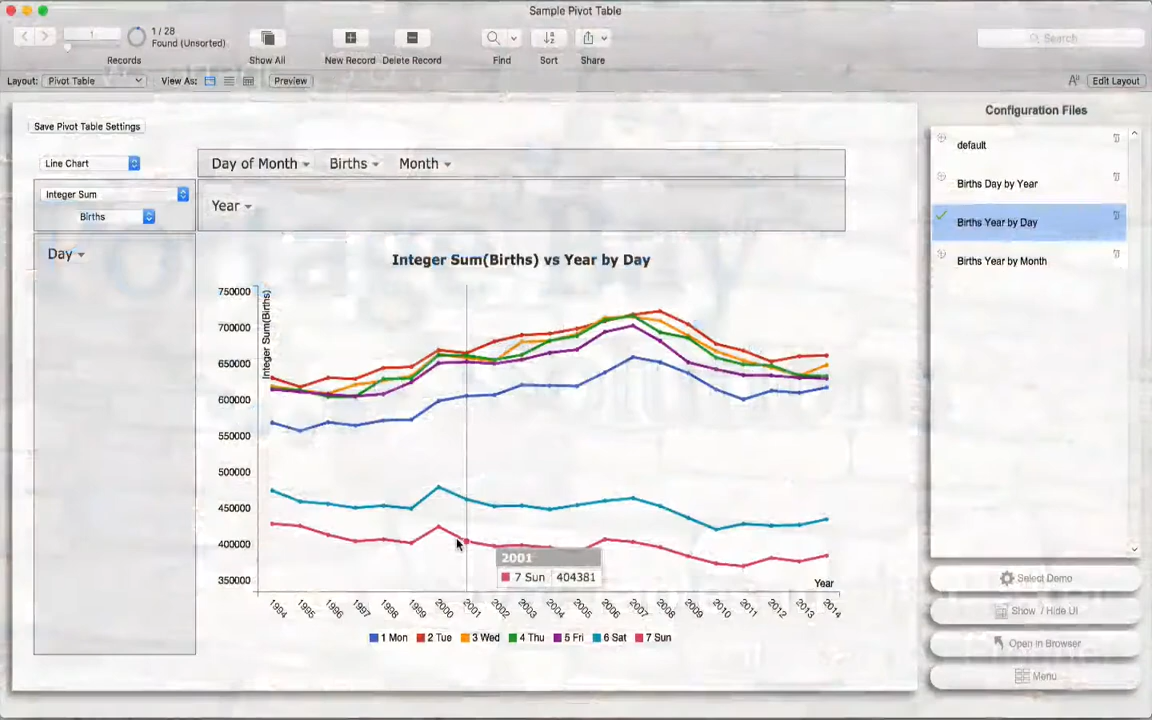 Sample Pivot Table
1
1 / 28
Found (Unsorted)
Records
Show All
New Record
Delete Record
Find
Sort
Share
Search
Layout: Pivot Table
View As:
Preview
Edit Layout
Save Pivot Table Settings
Line Chart
Day of Month
Births
Month
Integer Sum
Births
Year
Day
Integer Sum(Births) vs Year by Day
750000
700000
650000
600000
550000
500000
450000
400000
350000
Integer Sum(Births)
2001
7 Sun 404381
Year
1994 1995 1996 1997 1998 1999 2000 2001 2002 2003 2004 2005 2006 2007 2008 2009 2010 2011 2012 2013 2014
1 Mon 2 Tue 3 Wed 4 Thu 5 Fri 6 Sat 7 Sun
Configuration Files
default
Births Day by Year
Births Year by Day
Births Year by Month
Select Demo
Show / Hide UI
Open in Browser
Menu